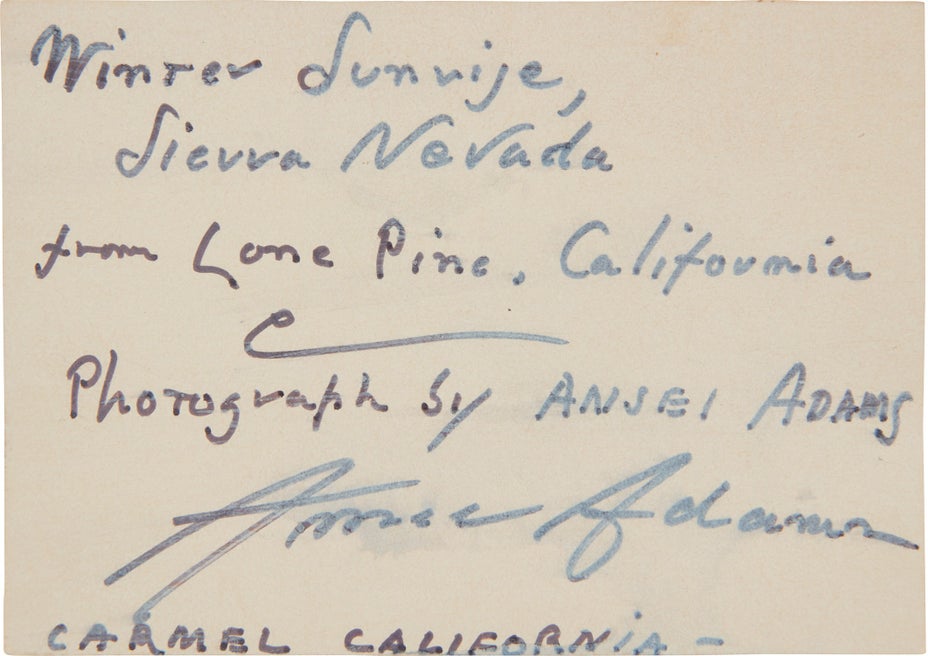 Winter Sunrise,
Sierra Nevada
from Lone Pine, California
Photograph by ANSEL ADAMS
Ansel Adams
CARMEL CALIFORNIA -